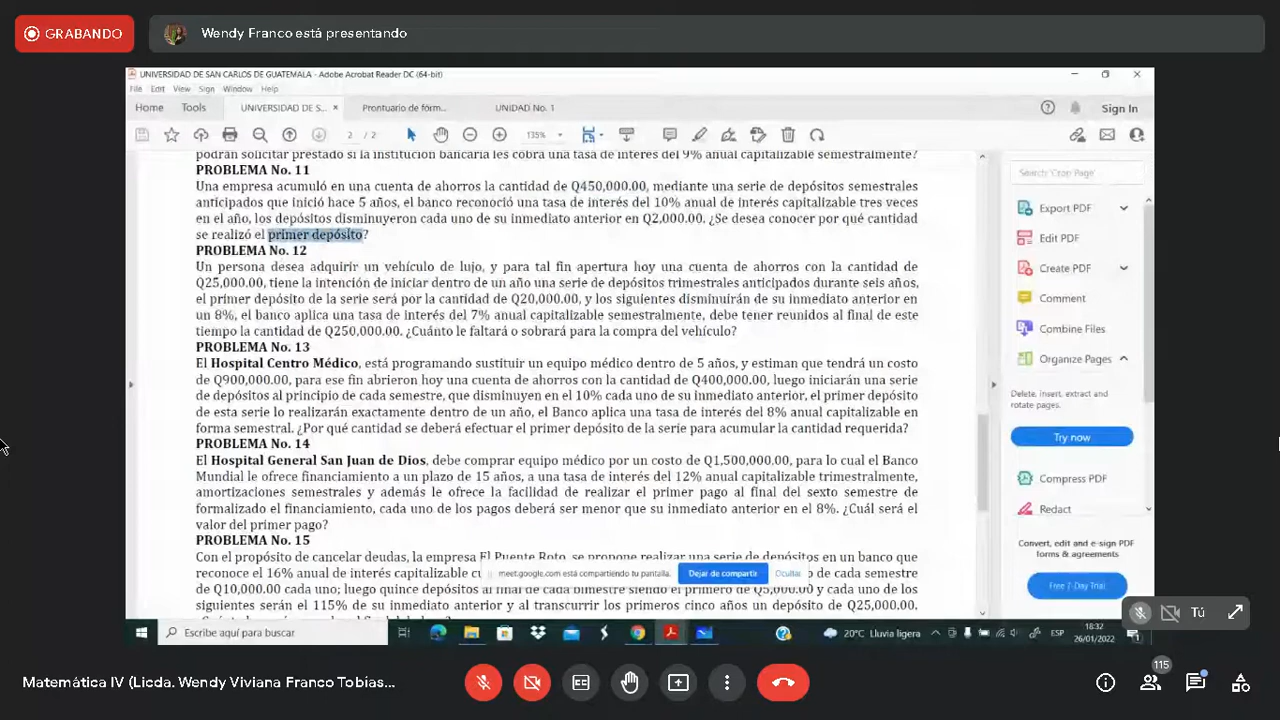 GRABANDO
Wendy Franco está presentando
UNIVERSIDAD DE SAN CARLOS DE GUATEMALA - Adobe Acrobat Reader DC (64-bit)
File Edit View Sign Window Help
Home Tools UNIVERSIDAD DE S... × Prontuario de fórm... UNIDAD No. 1 Sign In
2 / 2 135%
podrán solicitar prestado si la institución bancaria les cobra una tasa de interés del 9% anual capitalizable semestralmente?
PROBLEMA No. 11
Una empresa acumuló en una cuenta de ahorros la cantidad de Q450,000.00, mediante una serie de depósitos semestrales
anticipados que inició hace 5 años, el banco reconoció una tasa de interés del 10% anual de interés capitalizable tres veces
en el año, los depósitos disminuyeron cada uno de su inmediato anterior en Q2,000.00. ¿Se desea conocer por qué cantidad
se realizó el primer depósito?
PROBLEMA No. 12
Un persona desea adquirir un vehículo de lujo, y para tal fin apertura hoy una cuenta de ahorros con la cantidad de
Q25,000.00, tiene la intención de iniciar dentro de un año una serie de depósitos trimestrales anticipados durante seis años,
el primer depósito de la serie será por la cantidad de Q20,000.00, y los siguientes disminuirán de su inmediato anterior en
un 8%, el banco aplica una tasa de interés del 7% anual capitalizable semestralmente, debe tener reunidos al final de este
tiempo la cantidad de Q250,000.00. ¿Cuánto le faltará o sobrará para la compra del vehículo?
PROBLEMA No. 13
El Hospital Centro Médico, está programando sustituir un equipo médico dentro de 5 años, y estiman que tendrá un costo
de Q900,000.00, para ese fin abrieron hoy una cuenta de ahorros con la cantidad de Q400,000.00, luego iniciarán una serie
de depósitos al principio de cada semestre, que disminuyen en el 10% cada uno de su inmediato anterior, el primer depósito
de esta serie lo realizarán exactamente dentro de un año, el Banco aplica una tasa de interés del 8% anual capitalizable en
forma semestral. ¿Por qué cantidad se deberá efectuar el primer depósito de la serie para acumular la cantidad requerida?
PROBLEMA No. 14
El Hospital General San Juan de Dios, debe comprar equipo médico por un costo de Q1,500,000.00, para lo cual el Banco
Mundial le ofrece financiamiento a un plazo de 15 años, a una tasa de interés del 12% anual capitalizable trimestralmente,
amortizaciones semestrales y además le ofrece la facilidad de realizar el primer pago al final del sexto semestre de
formalizado el financiamiento, cada uno de los pagos deberá ser menor que su inmediato anterior en el 8%. ¿Cuál será el
valor del primer pago?
PROBLEMA No. 15
Con el propósito de cancelar deudas, la empresa El Puente Roto, se propone realizar una serie de depósitos en un banco que
reconoce el 16% anual de interés capitalizable
de cada semestre
meet.google.com está compartiendo tu pantalla. Dejar de compartir Ocultar
de Q10,000.00 cada uno; luego quince depósitos al final de cada bimestre siendo el primero de Q5,000.00 y cada uno de los
siguientes serán el 115% de su inmediato anterior y al transcurrir los primeros cinco años un depósito de Q25,000.00.
Search 'Crop Page'
Export PDF
Edit PDF
Create PDF
Comment
Combine Files
Organize Pages
Delete, insert, extract and
rotate pages.
Try now
Compress PDF
Redact
Convert, edit and e-sign PDF
forms & agreements
Free 7-Day Trial
Tú
Escribe aquí para buscar
20°C Lluvia ligera ESP 18:32
26/01/2022
Matemática IV (Licda. Wendy Viviana Franco Tobias...
115